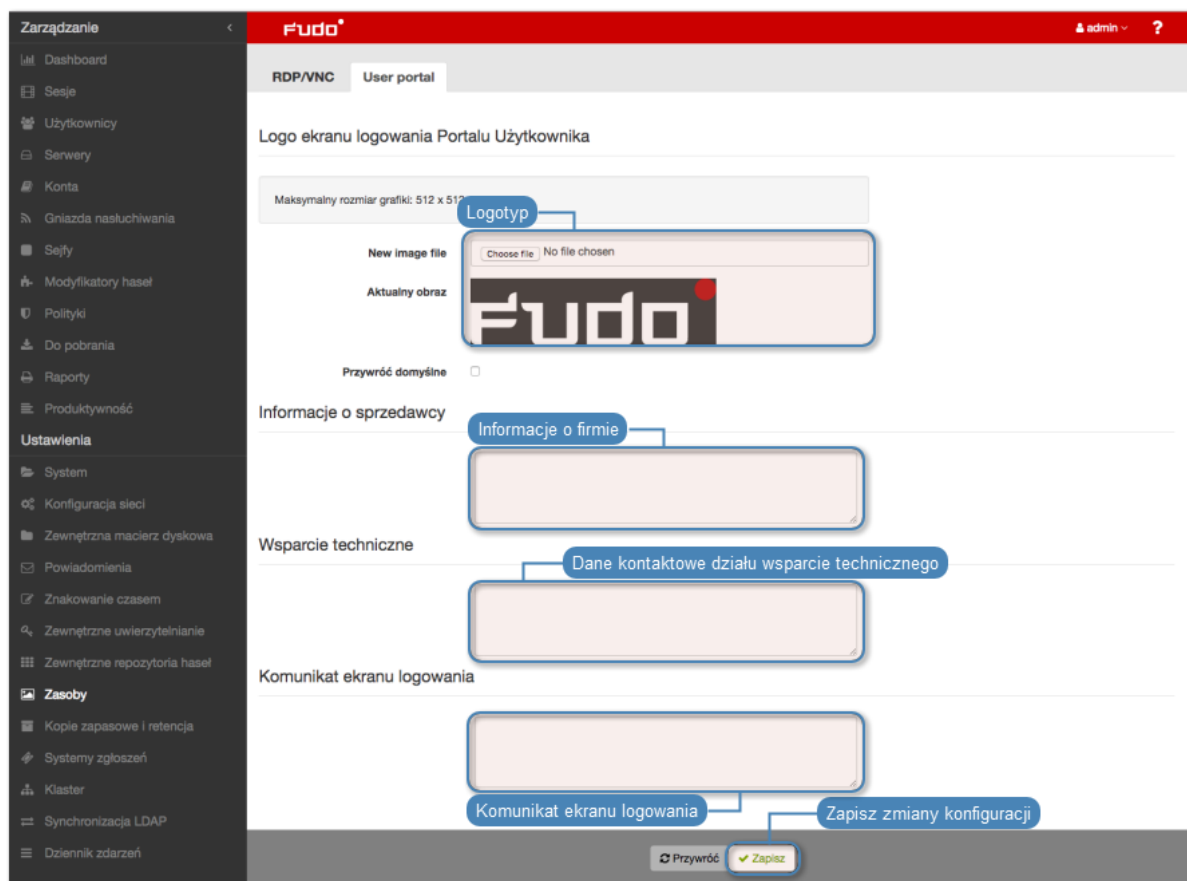 Zarządzanie
Dashboard
Sesje
Użytkownicy
Serwery
Konta
Gniazda nasłuchiwania
Sejfy
Modyfikatory haseł
Polityki
Do pobrania
Raporty
Produktywność
Ustawienia
System
Konfiguracja sieci
Zewnętrzna macierz dyskowa
Powiadomienia
Znakowanie czasem
Zewnętrzne uwierzytelnianie
Zewnętrzne repozytoria haseł
Zasoby
Kopie zapasowe i retencja
Systemy zgłoszeń
Klaster
Synchronizacja LDAP
Dziennik zdarzeń
FUDO
admin ?
RDP/VNC User portal
Logo ekranu logowania Portalu Użytkownika
Maksymalny rozmiar grafiki: 512 x 512
Logotyp
New image file Choose file No file chosen
Aktualny obraz
FUDO
Przywróć domyślne
Informacje o sprzedawcy
Informacje o firmie
Wsparcie techniczne
Dane kontaktowe działu wsparcie technicznego
Komunikat ekranu logowania
Komunikat ekranu logowania
Zapisz zmiany konfiguracji
Przywróć Zapisz